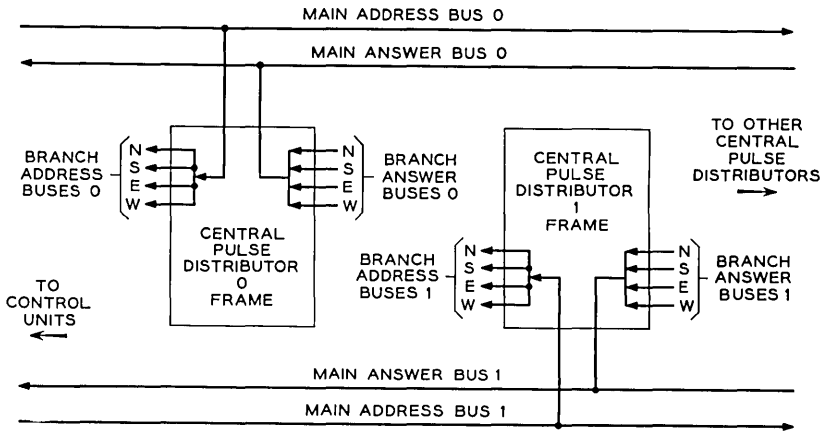 MAIN ADDRESS BUS 0
MAIN ANSWER BUS 0
BRANCH
ADDRESS
BUSES 0
N
S
E
W
N
S
E
W
BRANCH
ANSWER
BUSES 0
CENTRAL
PULSE
DISTRIBUTOR
0
FRAME
TO OTHER
CENTRAL
PULSE
DISTRIBUTORS
CENTRAL
PULSE
DISTRIBUTOR
1
FRAME
BRANCH
ADDRESS
BUSES 1
N
S
E
W
N
S
E
W
BRANCH
ANSWER
BUSES 1
TO
CONTROL
UNITS
MAIN ANSWER BUS 1
MAIN ADDRESS BUS 1